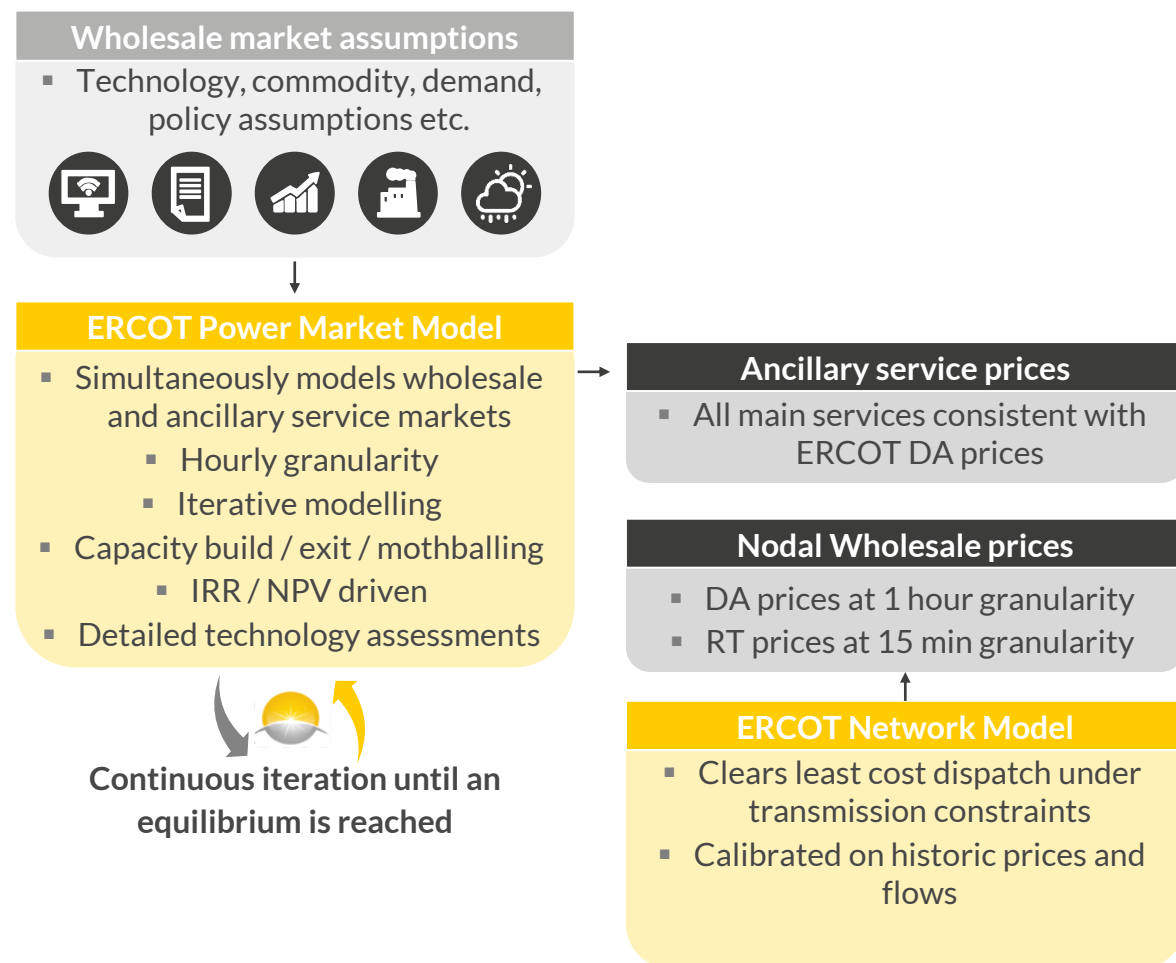 Wholesale market assumptions
▪ Technology, commodity, demand,
policy assumptions etc.
ERCOT Power Market Model
▪ Simultaneously models wholesale
and ancillary service markets
▪ Hourly granularity
▪ Iterative modelling
▪ Capacity build / exit / mothballing
▪ IRR / NPV driven
▪ Detailed technology assessments
Continuous iteration until an
equilibrium is reached
Ancillary service prices
▪ All main services consistent with
ERCOT DA prices
Nodal Wholesale prices
▪ DA prices at 1 hour granularity
▪ RT prices at 15 min granularity
ERCOT Network Model
▪ Clears least cost dispatch under
transmission constraints
▪ Calibrated on historic prices and
flows